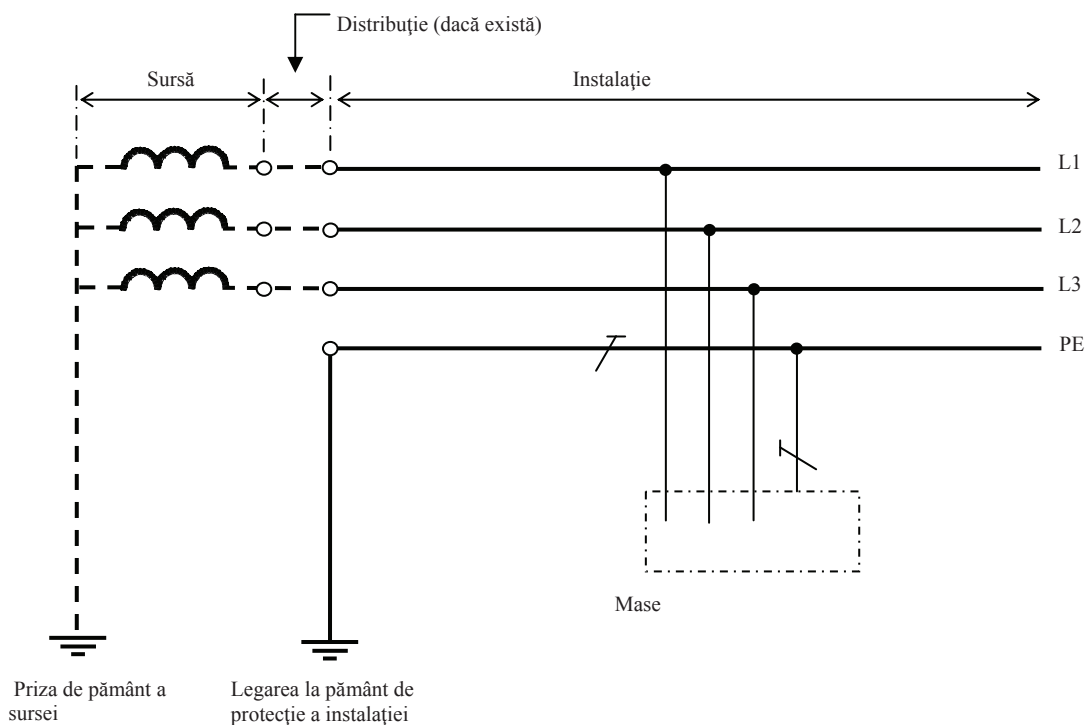 Distribuţie (dacă există)
Sursă
Instalaţie
L1
L2
L3
PE
Mase
Priza de pământ a
sursei
Legarea la pământ de
protecţie a instalaţiei